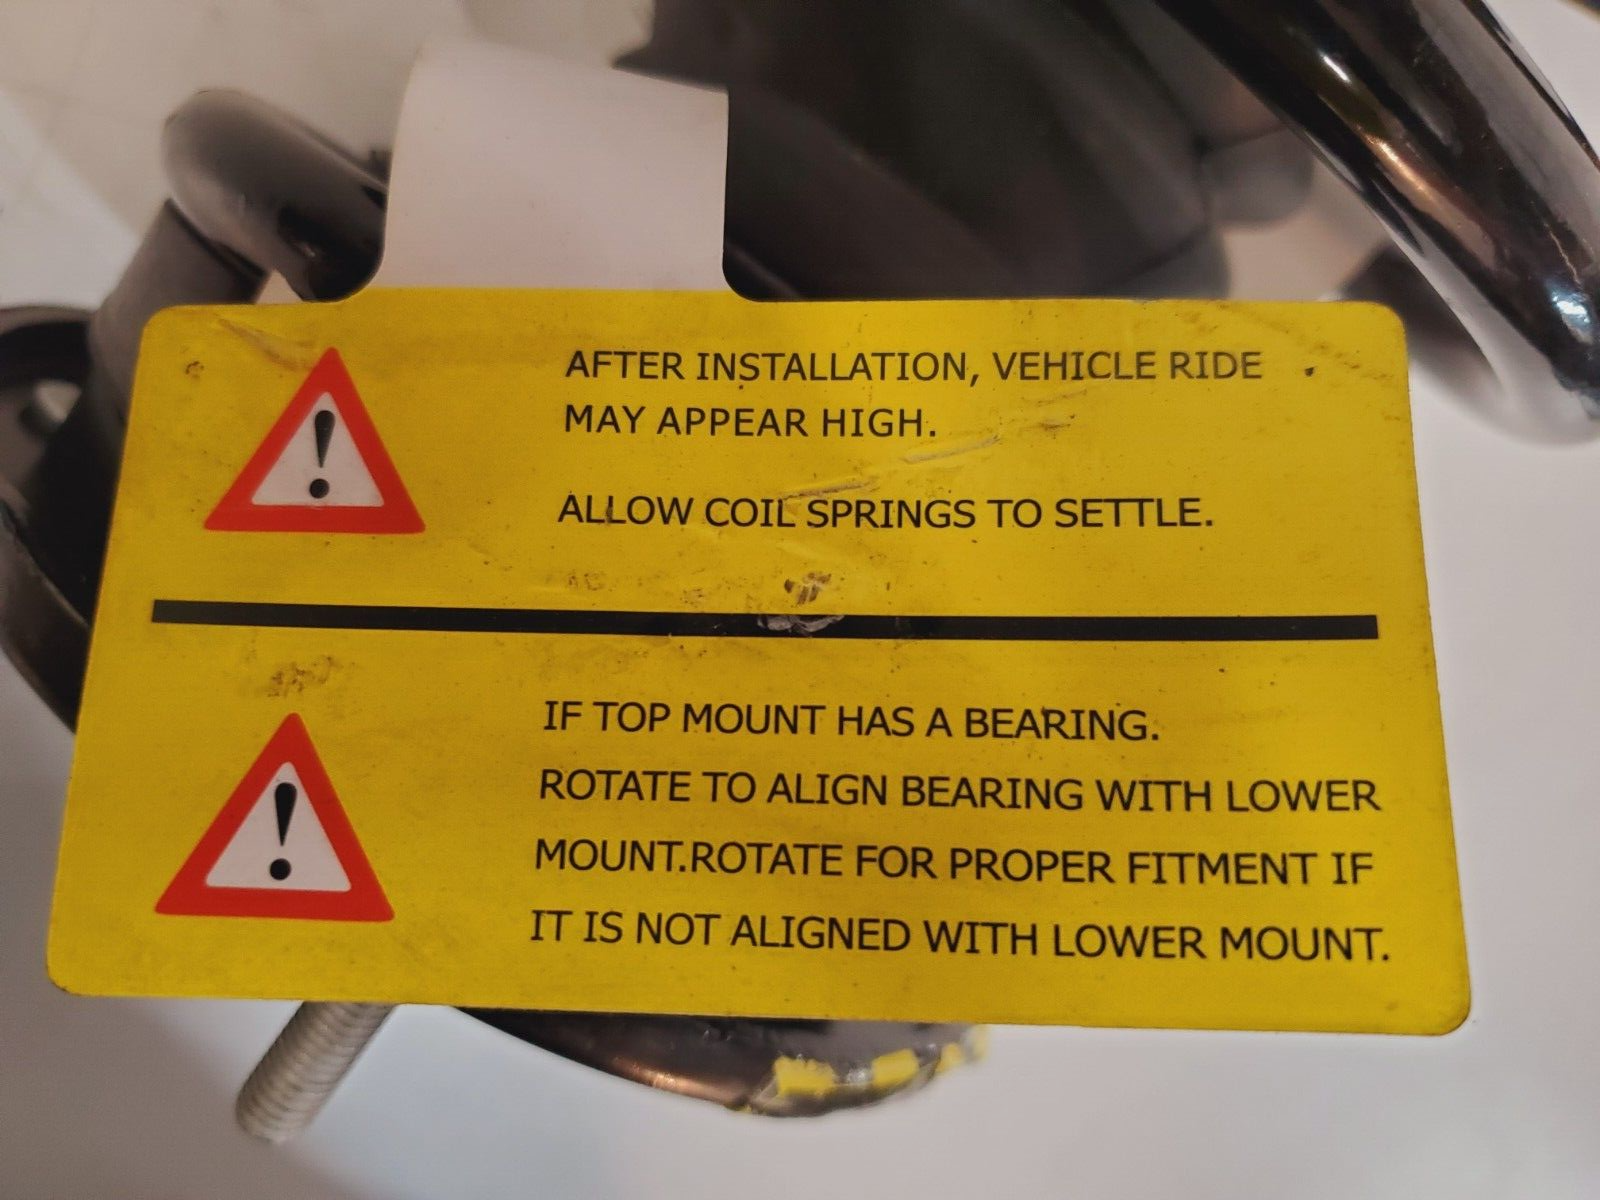 AFTER INSTALLATION, VEHICLE RIDE
MAY APPEAR HIGH.
ALLOW COIL SPRINGS TO SETTLE.
IF TOP MOUNT HAS A BEARING.
ROTATE TO ALIGN BEARING WITH LOWER
MOUNT.ROTATE FOR PROPER FITMENT IF
IT IS NOT ALIGNED WITH LOWER MOUNT.